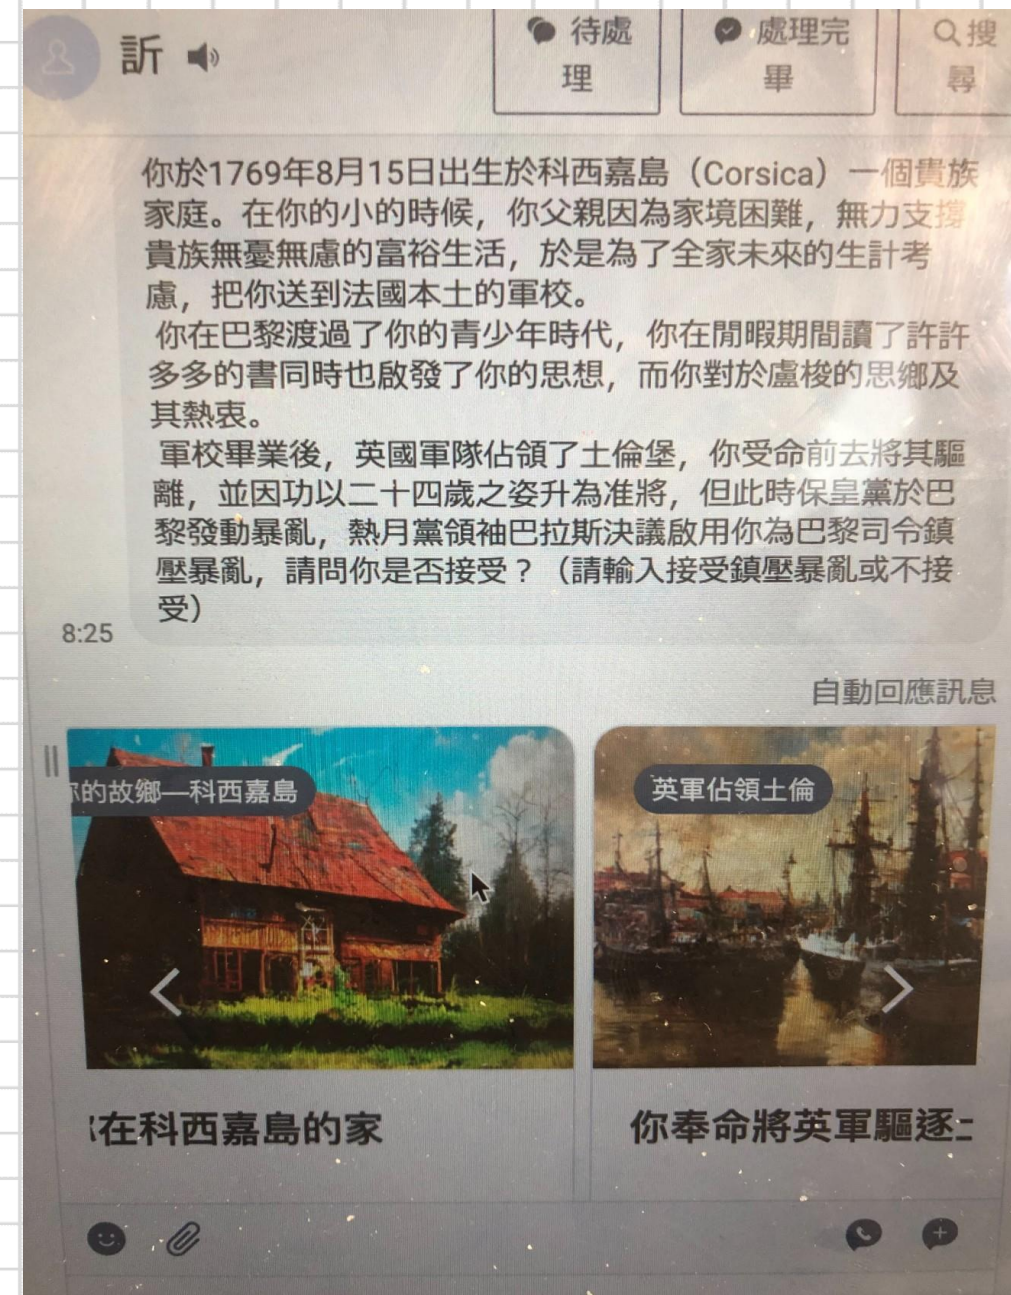 訢
待處
理
處理完
畢
搜
尋
你於1769年8月15日出生於科西嘉島（Corsica）一個貴族
家庭。在你的小的時候，你父親因為家境困難，無力支撐
貴族無憂無慮的富裕生活，於是為了全家未來的生計考
慮，把你送到法國本土的軍校。
你在巴黎渡過了你的青少年時代，你在閒暇期間讀了許許
多多的書同時也啟發了你的思想，而你對於盧梭的思鄉及
其熱衷。
軍校畢業後，英國軍隊佔領了土倫堡，你受命前去將其驅
離，並因功以二十四歲之姿升為准將，但此時保皇黨於巴
黎發動暴亂，熱月黨領袖巴拉斯決議啟用你為巴黎司令鎮
壓暴亂，請問你是否接受？（請輸入接受鎮壓暴亂或不接
受）
8:25
自動回應訊息
你的故鄉—科西嘉島
英軍佔領土倫
在科西嘉島的家
你奉命將英軍驅逐